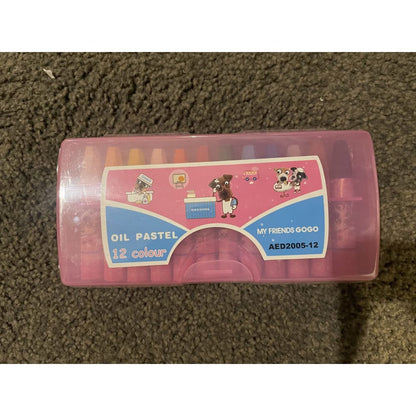 OIL PASTEL
12 colour
MY FRIENDS GOGO
AED2005-12